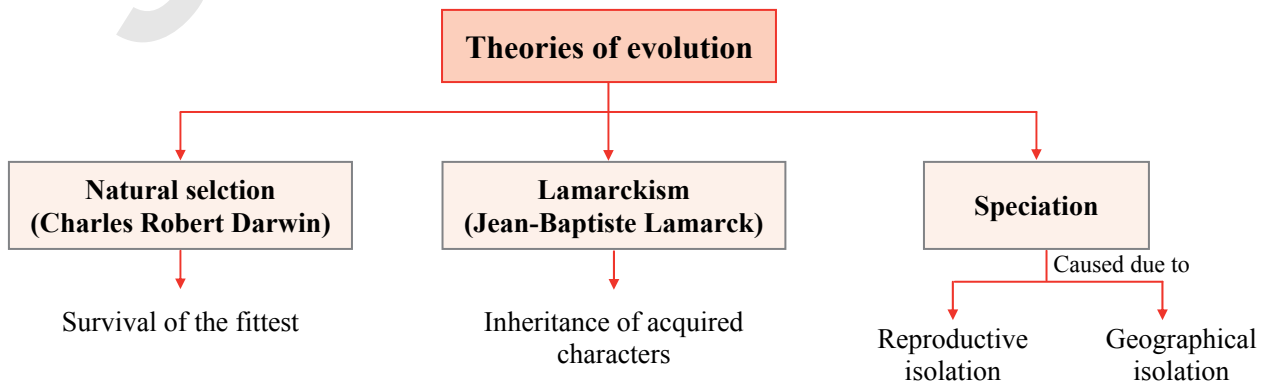 Theories of evolution
Natural selction
(Charles Robert Darwin)
Lamarckism
(Jean-Baptiste Lamarck)
Speciation
Caused due to
Survival of the fittest
Inheritance of acquired
characters
Reproductive
isolation
Geographical
isolation